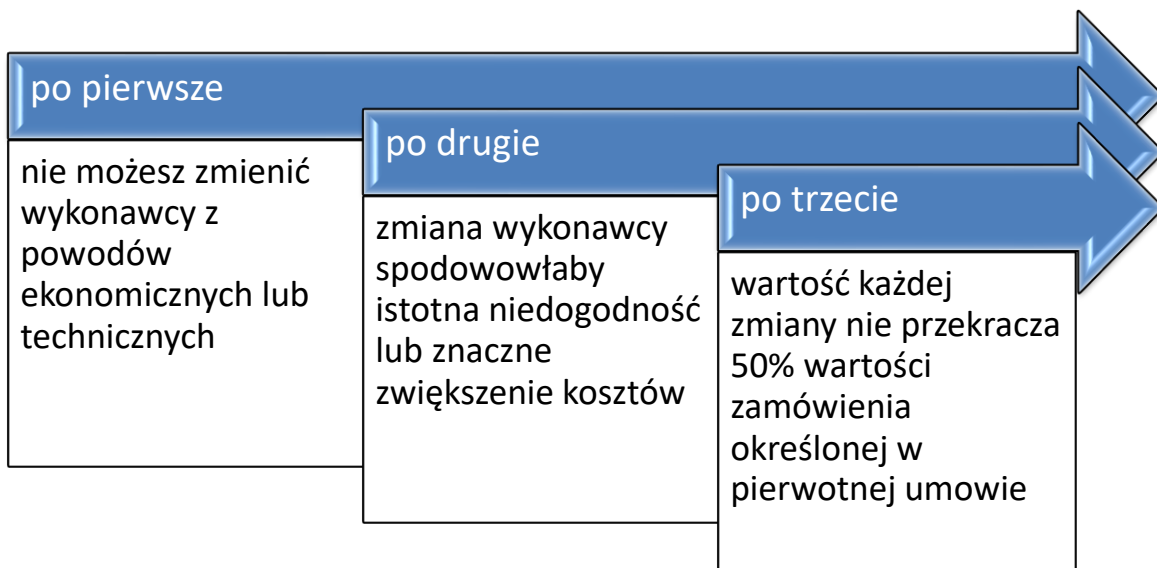 po pierwsze
nie możesz zmienić
wykonawcy z
powodów
ekonomicznych lub
technicznych
po drugie
zmiana wykonawcy
spodowowłaby
istotna niedogodność
lub znaczne
zwiększenie kosztów
po trzecie
wartość każdej
zmiany nie przekracza
50% wartości
zamówienia
określonej w
pierwotnej umowie